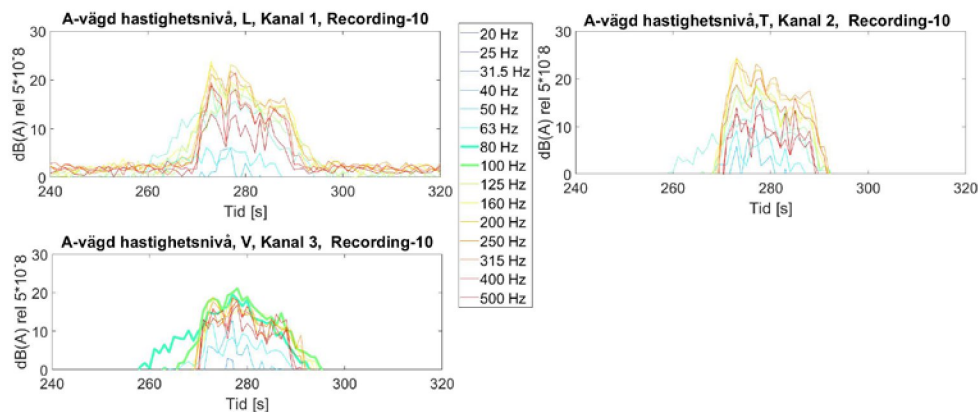 A-vägd hastighetsnivå, L, Kanal 1, Recording-10
dB(A) rel 5*10^-8
30
20
10
0
240
260
280
300
320
Tid [s]
20 Hz
25 Hz
31.5 Hz
40 Hz
50 Hz
63 Hz
80 Hz
100 Hz
125 Hz
160 Hz
200 Hz
250 Hz
315 Hz
400 Hz
500 Hz
A-vägd hastighetsnivå,T, Kanal 2, Recording-10
dB(A) rel 5*10^-8
30
20
10
0
240
260
280
300
320
Tid [s]
A-vägd hastighetsnivå, V, Kanal 3, Recording-10
dB(A) rel 5*10^-8
30
20
10
0
240
260
280
300
320
Tid [s]